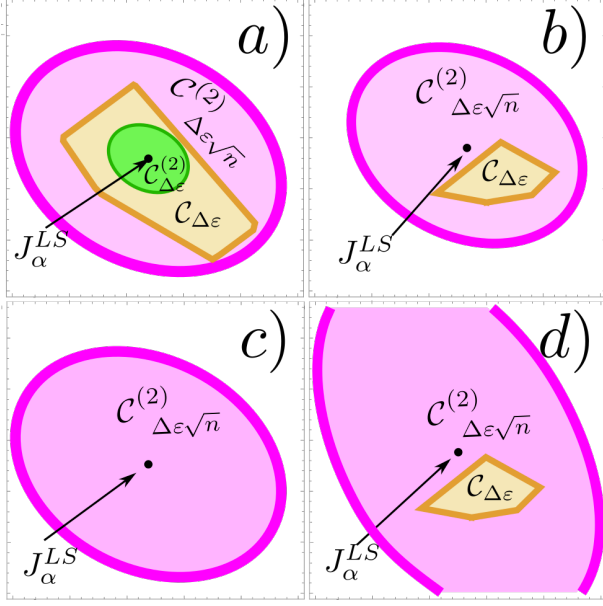 a)
𝒞^{(2)}_{Δε√n}
𝒞^{(2)}_{Δε}
𝒞_{Δε}
J^{LS}_α
b)
𝒞^{(2)}_{Δε√n}
𝒞_{Δε}
J^{LS}_α
c)
𝒞^{(2)}_{Δε√n}
J^{LS}_α
d)
𝒞^{(2)}_{Δε√n}
𝒞_{Δε}
J^{LS}_α